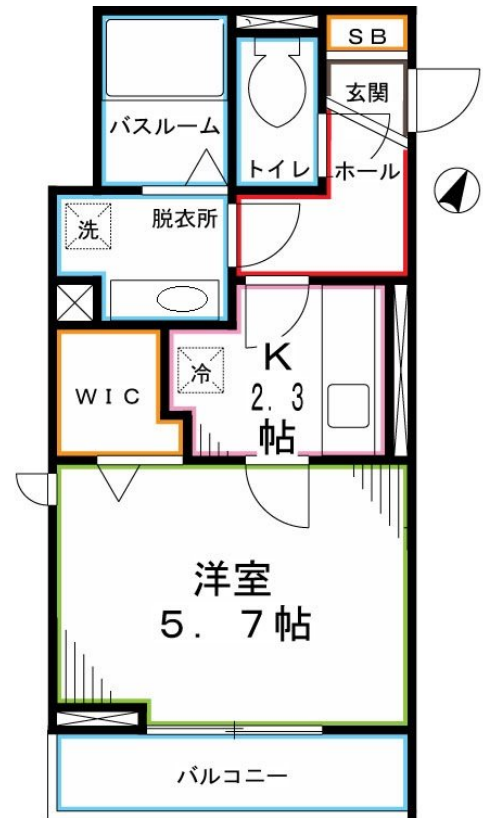 ＳＢ
玄関
バスルーム
トイレ
ホール
洗
脱衣所
Ｋ
冷
２．３
帖
ＷＩＣ
洋室
５．７帖
バルコニー